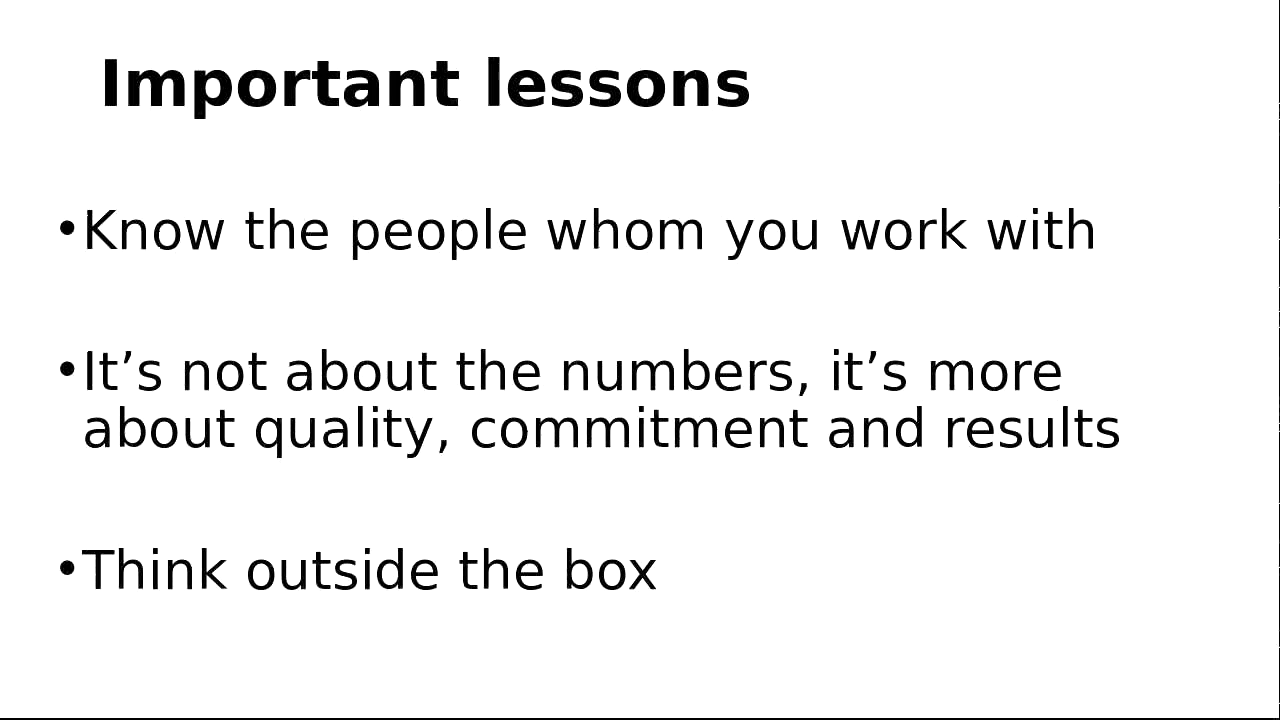 Important lessons
•Know the people whom you work with
•It’s not about the numbers, it’s more
about quality, commitment and results
•Think outside the box